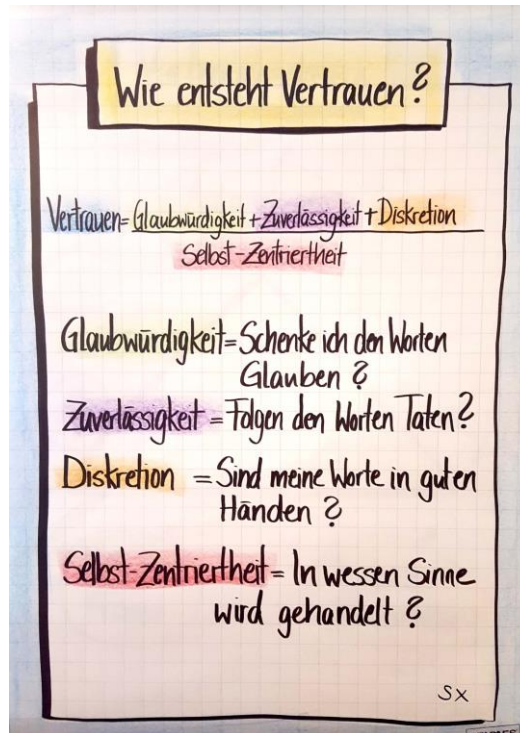 Wie entsteht Vertrauen?
Vertrauen= Glaubwürdigkeit + Zuverlässigkeit + Diskretion
Selbst-Zentriertheit
Glaubwürdigkeit= Schenke ich den Worten
Glauben?
Zuverlässigkeit = Folgen den Worten Taten?
Diskretion = Sind meine Worte in guten
Händen?
Selbst-Zentriertheit= In wessen Sinne
wird gehandelt?
SX